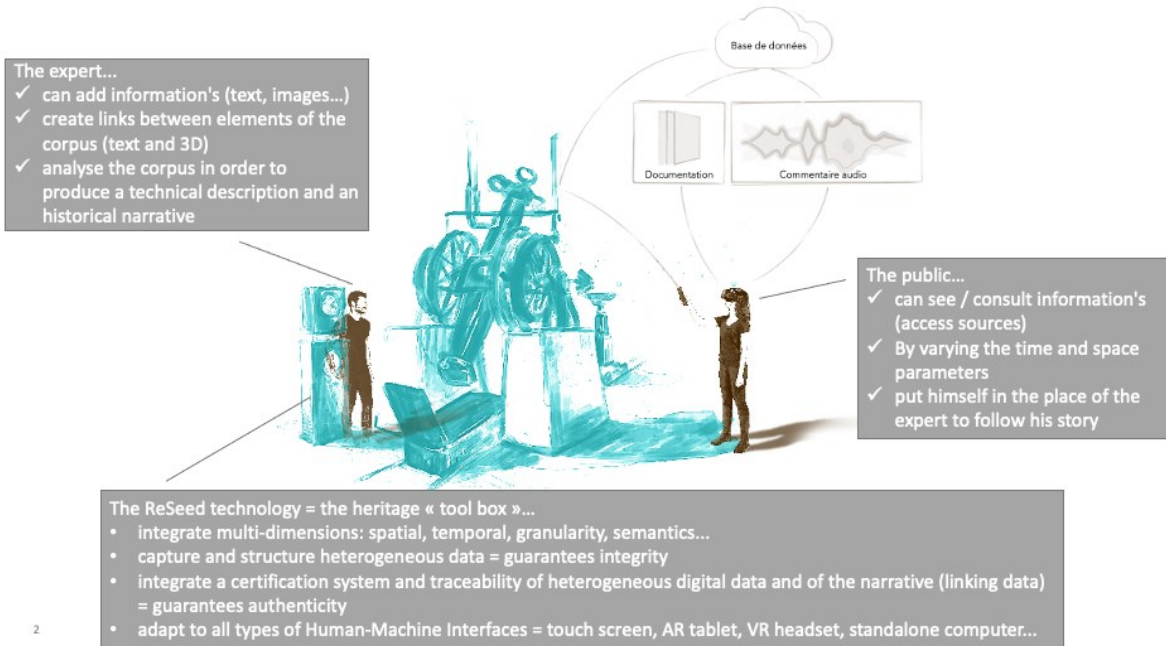 Base de données
The expert...
✓ can add information's (text, images...)
✓ create links between elements of the
corpus (text and 3D)
✓ analyse the corpus in order to
produce a technical description and an
historical narrative
Documentation
Commentaire audio
The public...
✓ can see / consult information's
(access sources)
✓ By varying the time and space
parameters
✓ put himself in the place of the
expert to follow his story
The ReSeed technology = the heritage « tool box »...
• integrate multi-dimensions: spatial, temporal, granularity, semantics...
• capture and structure heterogeneous data = guarantees integrity
• integrate a certification system and traceability of heterogeneous digital data and of the narrative (linking data)
= guarantees authenticity
• adapt to all types of Human-Machine Interfaces = touch screen, AR tablet, VR headset, standalone computer...
2